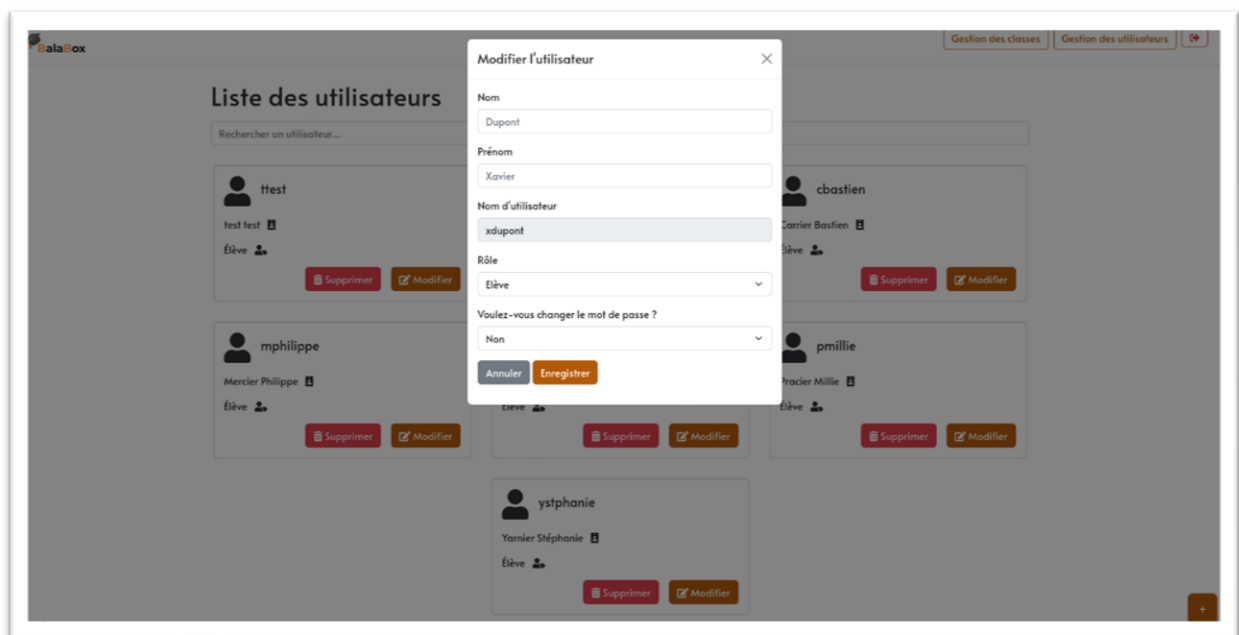 BalaBox
Gestion des classes
Gestion des utilisateurs
Modifier l'utilisateur
Liste des utilisateurs
Rechercher un utilisateur...
Nom
Dupont
Prénom
Xavier
Nom d'utilisateur
xdupont
Rôle
Elève
Voulez-vous changer le mot de passe ?
Non
Annuler
Enregistrer
ttest
test test
Élève
Supprimer
Modifier
cbastien
Carrier Bastien
Élève
Supprimer
Modifier
mphilippe
Mercier Philippe
Élève
Supprimer
Modifier
Élève
Supprimer
Modifier
pmillie
Pracier Millie
Élève
Supprimer
Modifier
ystphanie
Yarnier Stéphanie
Élève
Supprimer
Modifier
+